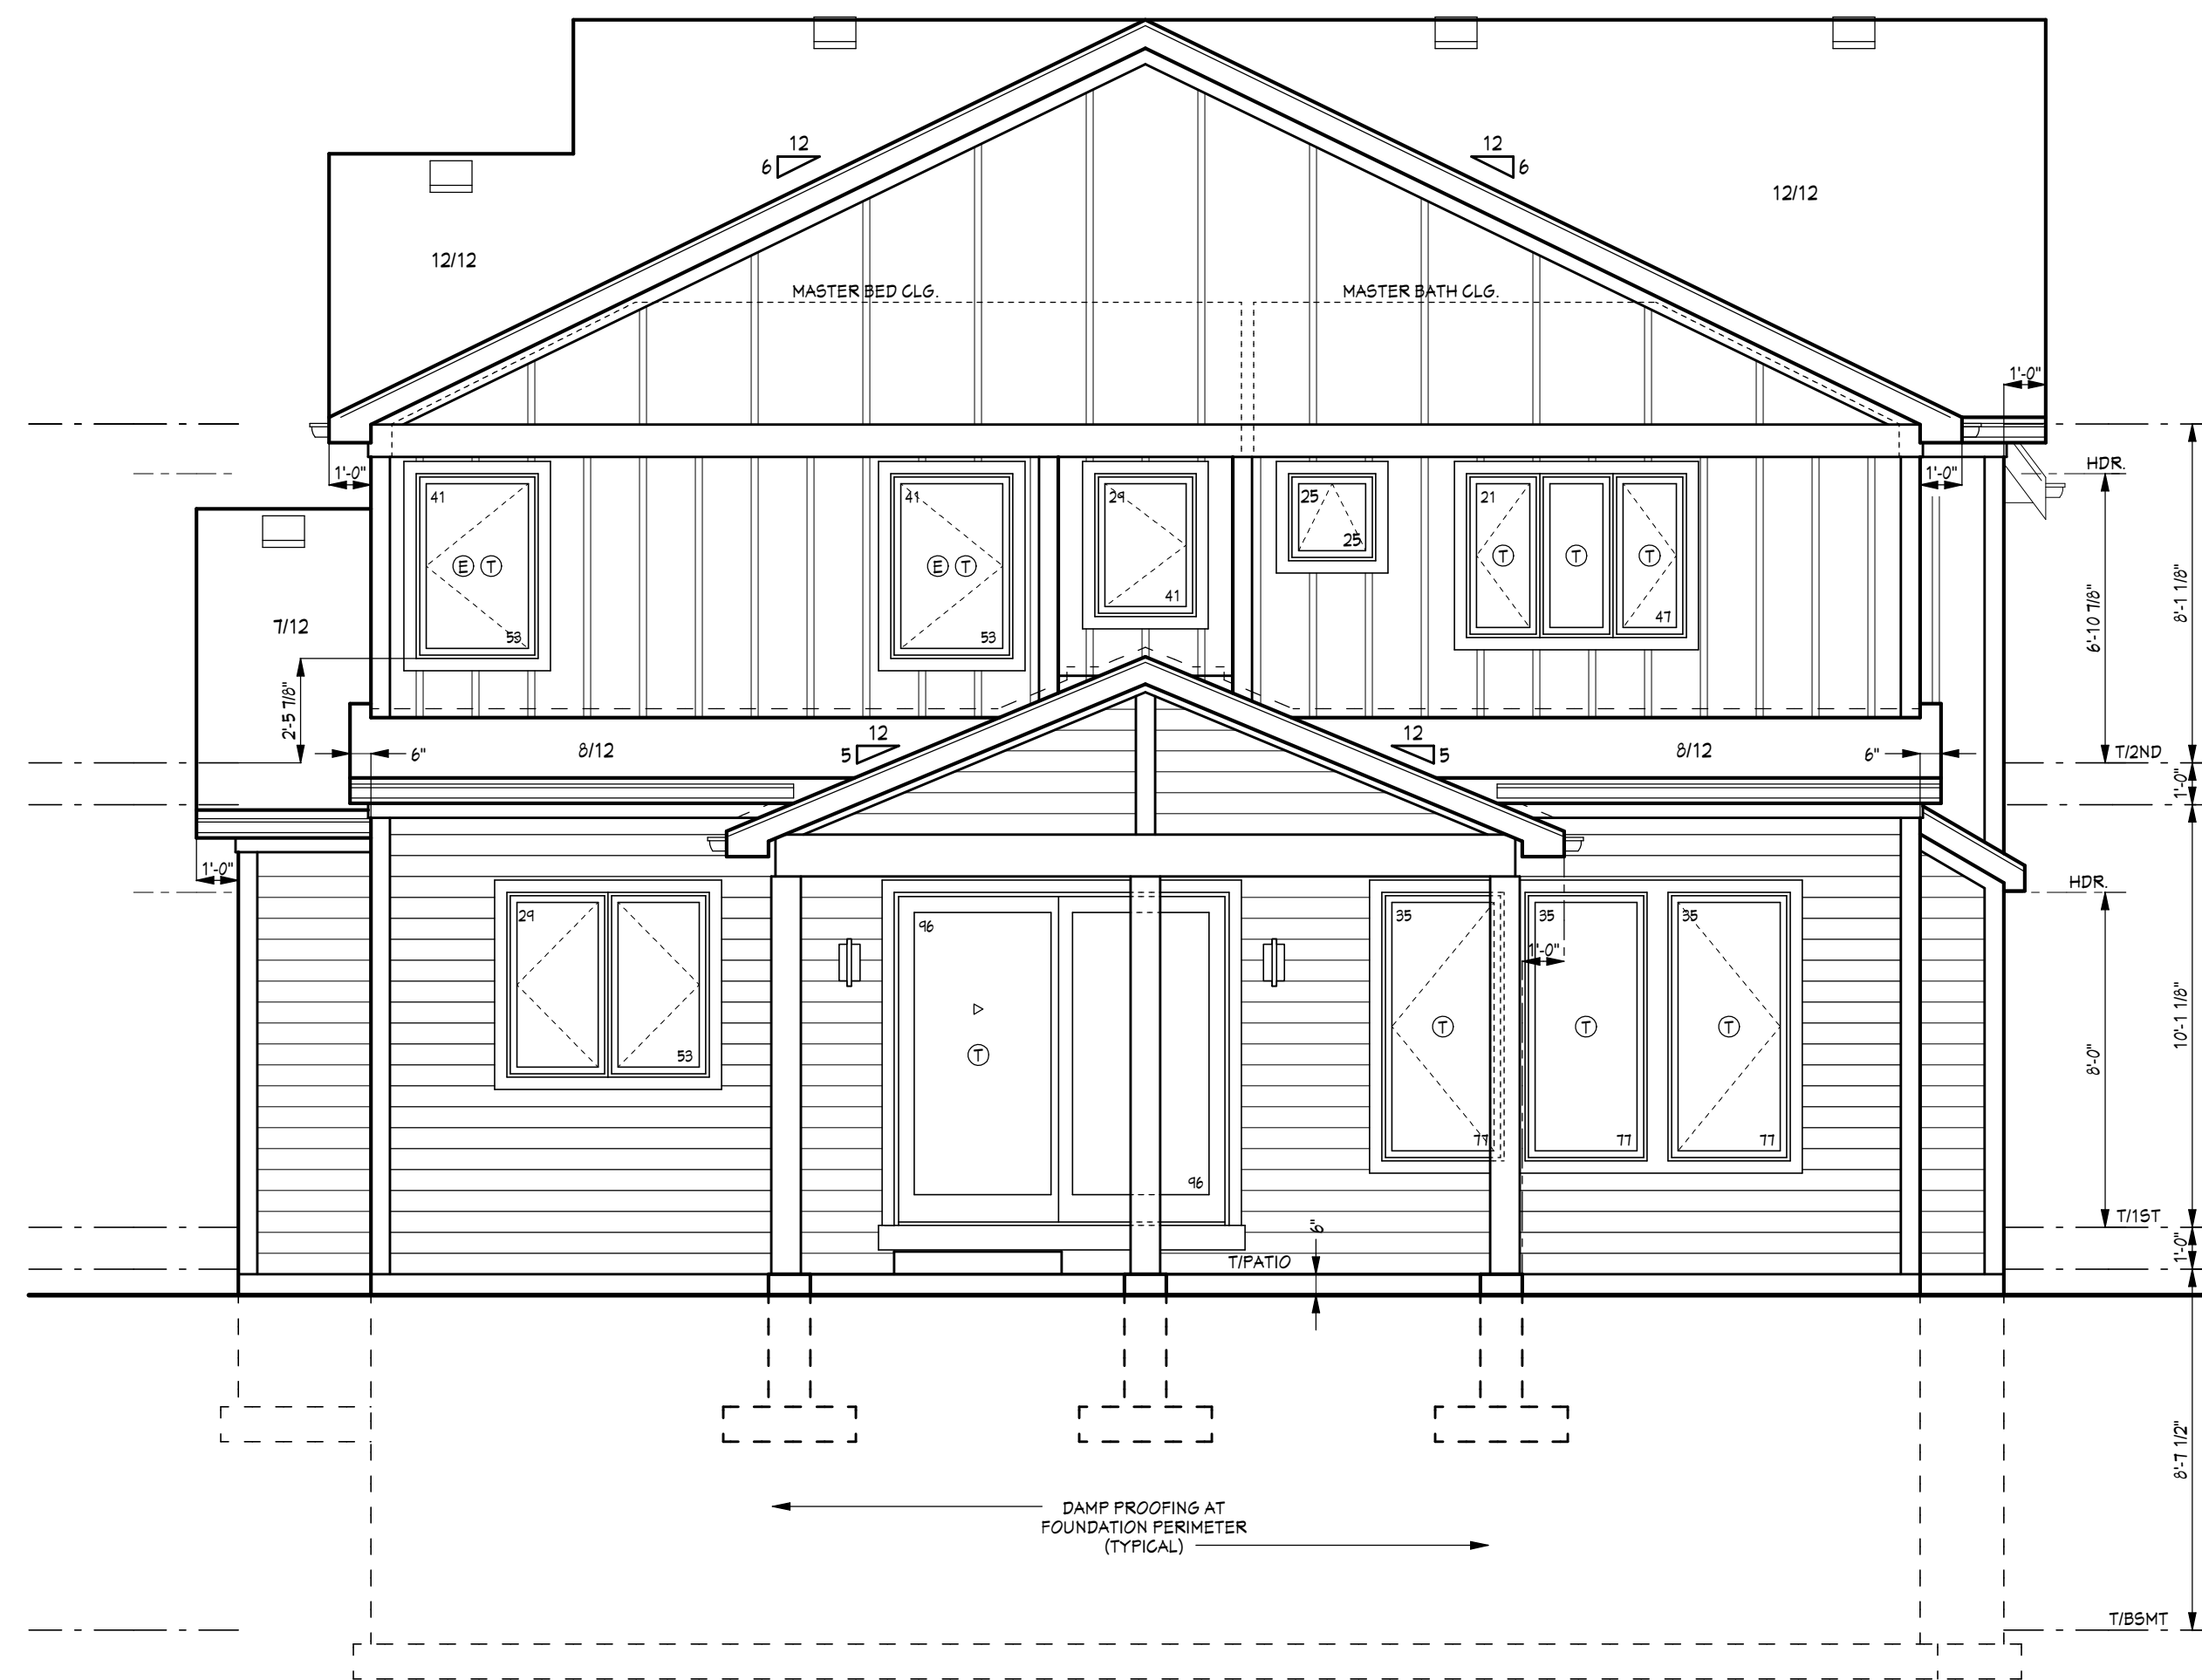 12
6
12
6
12/12
12/12
MASTER BED CLG.
MASTER BATH CLG.
1'-0"
HDR.
1'-0"
1'-0"
41
41
29
25
21
25
E T
E T
T
T
T
41
47
53
53
6'-10 7/8"
8'-1 1/8"
7/12
2'-5 7/8"
12
5
12
5
6"
8/12
8/12
6"
T/2ND
1'-0"
1'-0"
HDR.
29
96
35
35
35
1'-0"
T
T
T
T
53
77
77
77
96
8'-0"
10'-1 1/8"
6"
T/PATIO
T/1ST
1'-0"
8'-7 1/2"
DAMP PROOFING AT
FOUNDATION PERIMETER
(TYPICAL)
T/BSMT